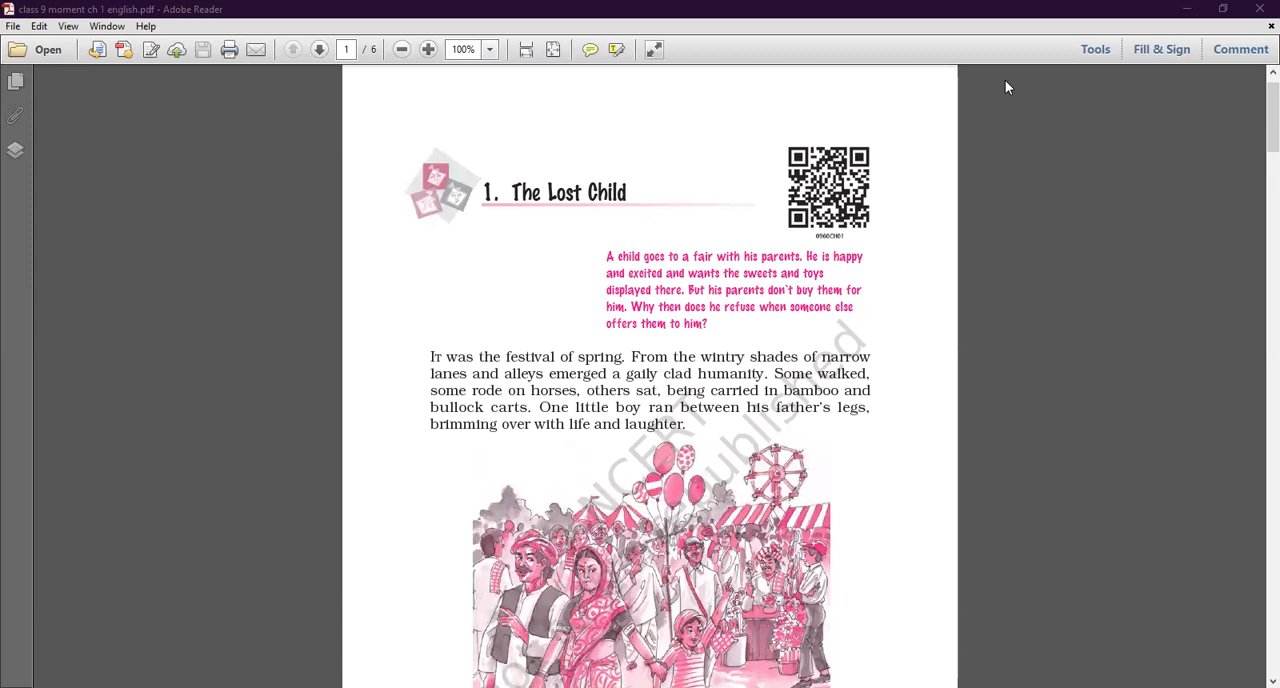 class 9 moment ch 1 english.pdf - Adobe Reader
File Edit View Window Help
Open 1 / 6 100% Tools Fill & Sign Comment
1. The Lost Child
0960CH01
A child goes to a fair with his parents. He is happy
and excited and wants the sweets and toys
displayed there. But his parents don't buy them for
him. Why then does he refuse when someone else
offers them to him?
IT was the festival of spring. From the wintry shades of narrow
lanes and alleys emerged a gaily clad humanity. Some walked,
some rode on horses, others sat, being carried in bamboo and
bullock carts. One little boy ran between his father's legs,
brimming over with life and laughter.
NCERT
published